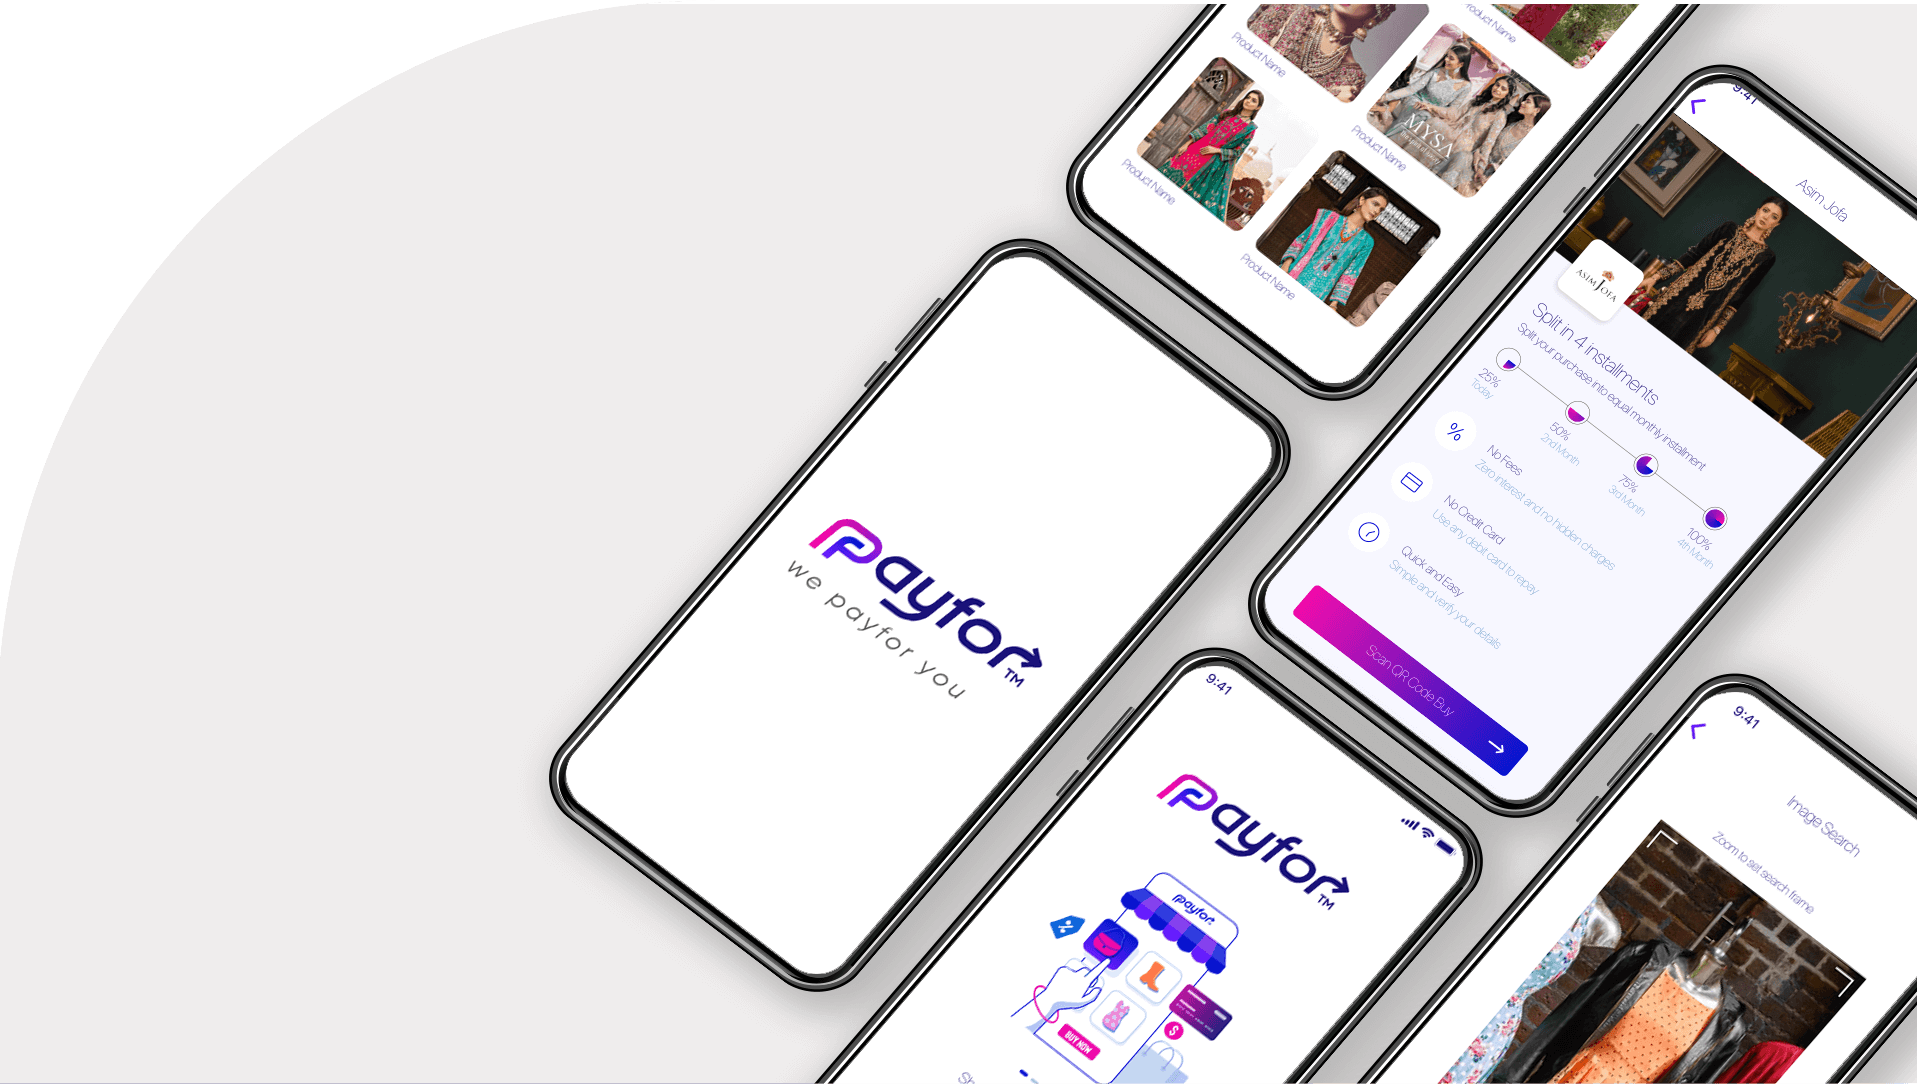 Product Name
Product Name
MYSA
Product Name
Product Name
Product Name
9:41
Asim Jofa
ASIM JOFA
Split in 4 installments
Split your purchase into equal monthly installment
25%
Today
50%
2nd Month
75%
3rd Month
100%
4th Month
%
No Fees
Zero interest and no hidden charges
No Credit Card
Use any debit card to repay
Quick and Easy
Simple and verify your details
Scan QR Code Buy
Payfor™
we payfor you
9:41
Payfor™
Payfor
%
$
BUY NOW
Sh
9:41
Image Search
Zoom to set search frame